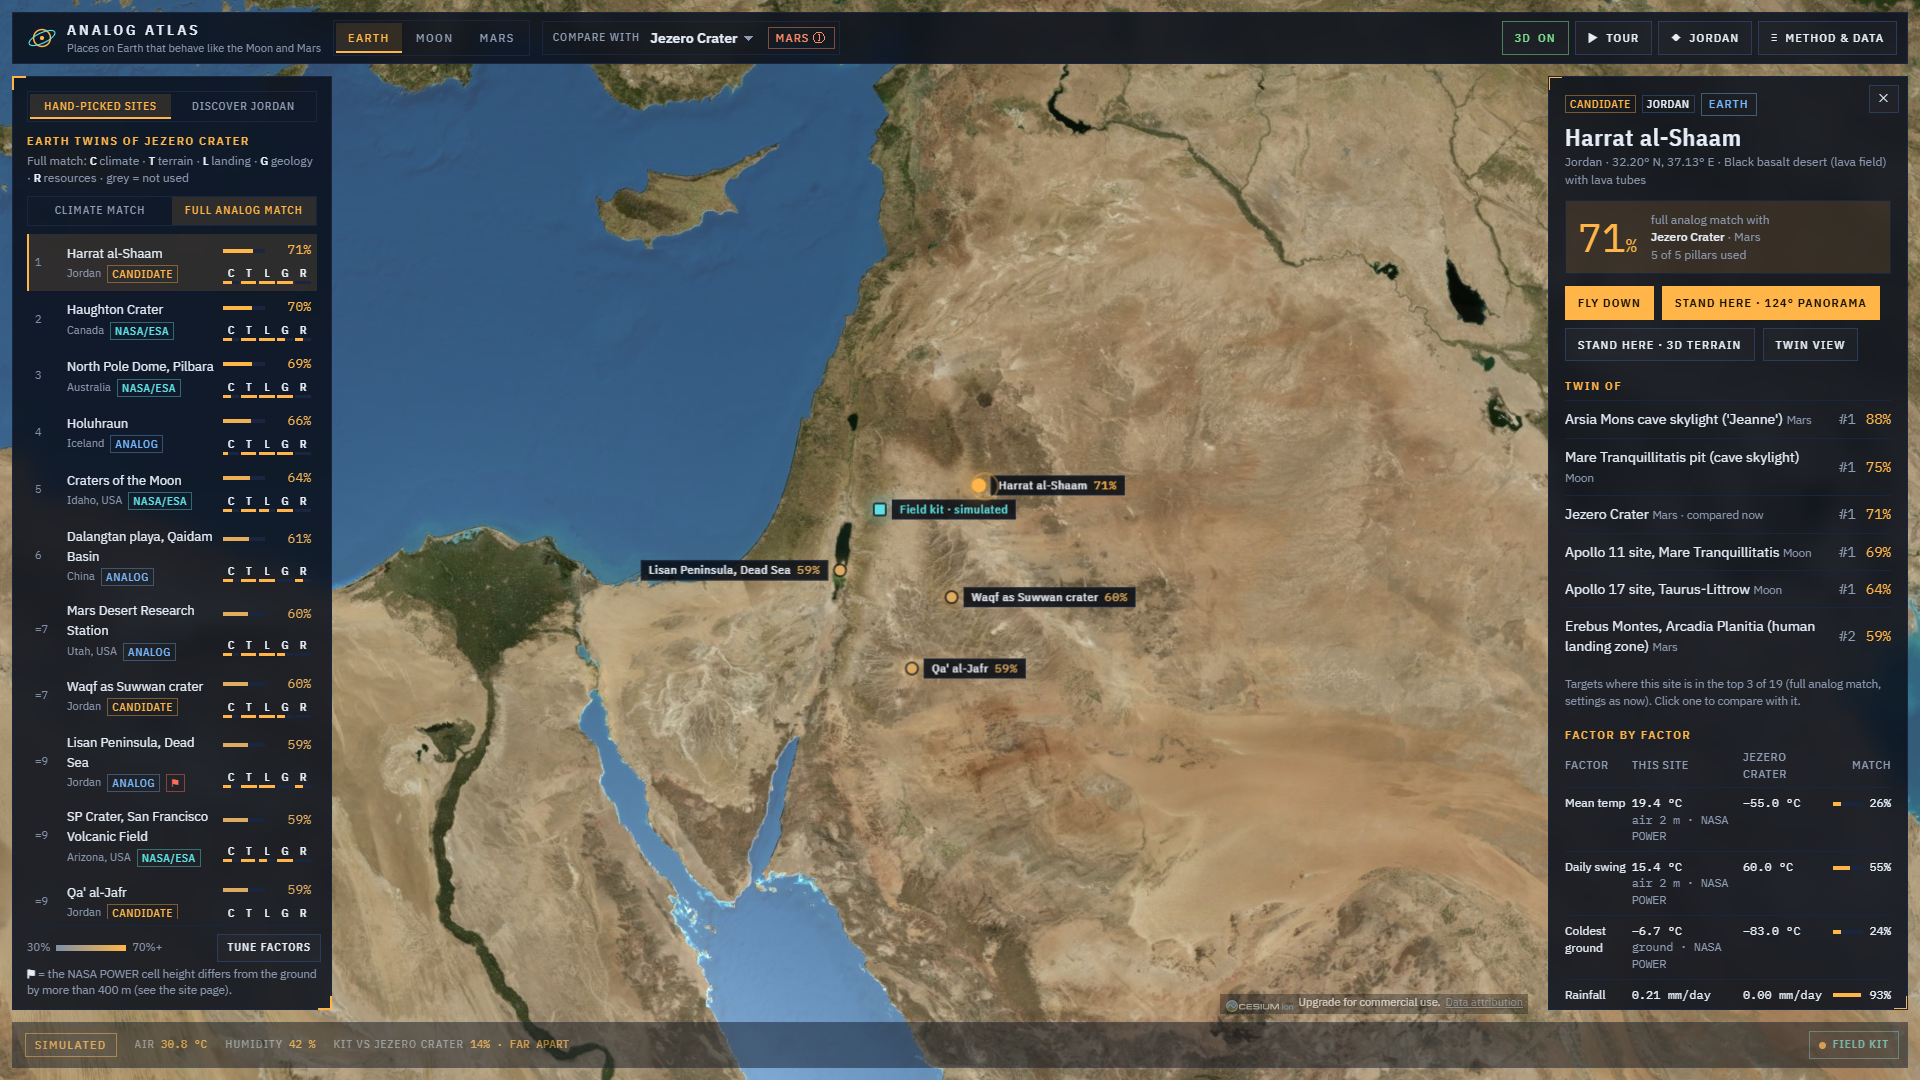 ANALOG ATLAS
Places on Earth that behave like the Moon and Mars
EARTH MOON MARS
COMPARE WITH Jezero Crater MARS
3D ON
TOUR
JORDAN
METHOD & DATA
HAND-PICKED SITES DISCOVER JORDAN
EARTH TWINS OF JEZERO CRATER
Full match: C climate · T terrain · L landing · G geology
· R resources · grey = not used
CLIMATE MATCH FULL ANALOG MATCH
1 Harrat al-Shaam 71%
Jordan CANDIDATE C T L G R
2 Haughton Crater 70%
Canada NASA/ESA C T L G R
3 North Pole Dome, Pilbara 69%
Australia NASA/ESA C T L G R
4 Holuhraun 66%
Iceland ANALOG C T L G R
5 Craters of the Moon 64%
Idaho, USA NASA/ESA C T L G R
6 Dalangtan playa, Qaidam
Basin 61%
China ANALOG C T L G R
=7 Mars Desert Research
Station 60%
Utah, USA ANALOG C T L G R
=7 Waqf as Suwwan crater 60%
Jordan CANDIDATE C T L G R
=9 Lisan Peninsula, Dead
Sea 59%
Jordan ANALOG C T L G R
=9 SP Crater, San Francisco
Volcanic Field 59%
Arizona, USA NASA/ESA C T L G R
=9 Qa' al-Jafr 59%
Jordan CANDIDATE C T L G R
30% 70%+ TUNE FACTORS
= the NASA POWER cell height differs from the ground
by more than 400 m (see the site page).
Harrat al-Shaam 71%
Field kit · simulated
Lisan Peninsula, Dead Sea 59%
Waqf as Suwwan crater 60%
Qa' al-Jafr 59%
CESIUM ion Upgrade for commercial use. Data attribution
CANDIDATE JORDAN EARTH
Harrat al-Shaam
Jordan · 32.20° N, 37.13° E · Black basalt desert (lava field)
with lava tubes
71%
full analog match with
Jezero Crater · Mars
5 of 5 pillars used
FLY DOWN STAND HERE · 124° PANORAMA
STAND HERE · 3D TERRAIN TWIN VIEW
TWIN OF
Arsia Mons cave skylight ('Jeanne') Mars #1 88%
Mare Tranquillitatis pit (cave skylight)
Moon #1 75%
Jezero Crater Mars · compared now #1 71%
Apollo 11 site, Mare Tranquillitatis Moon #1 69%
Apollo 17 site, Taurus-Littrow Moon #1 64%
Erebus Montes, Arcadia Planitia (human
landing zone) Mars #2 59%
Targets where this site is in the top 3 of 19 (full analog match,
settings as now). Click one to compare with it.
FACTOR BY FACTOR
FACTOR THIS SITE JEZERO CRATER MATCH
Mean temp 19.4 °C −55.0 °C 26%
air 2 m · NASA
POWER
Daily swing 15.4 °C 60.0 °C 55%
air 2 m · NASA
POWER
Coldest ground −6.7 °C −83.0 °C 24%
ground · NASA
POWER
Rainfall 0.21 mm/day 0.00 mm/day 93%
SIMULATED AIR 30.8 °C HUMIDITY 42 % KIT VS JEZERO CRATER 14% · FAR APART
FIELD KIT